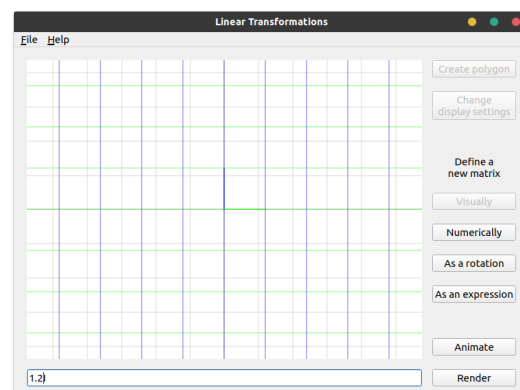 Linear Transformations
File Help
Create polygon
Change
display settings
Define a
new matrix
Visually
Numerically
As a rotation
As an expression
Animate
1.2I
Render